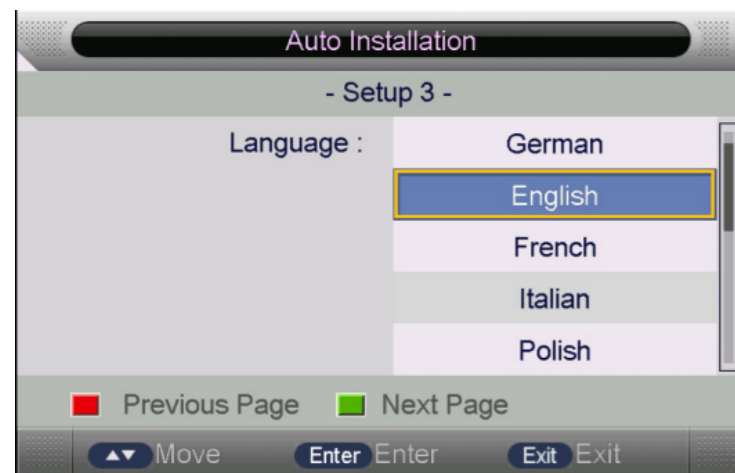 Auto Installation
- Setup 3 -
Language : German
English
French
Italian
Polish
Previous Page Next Page
▲▼ Move Enter Enter Exit Exit